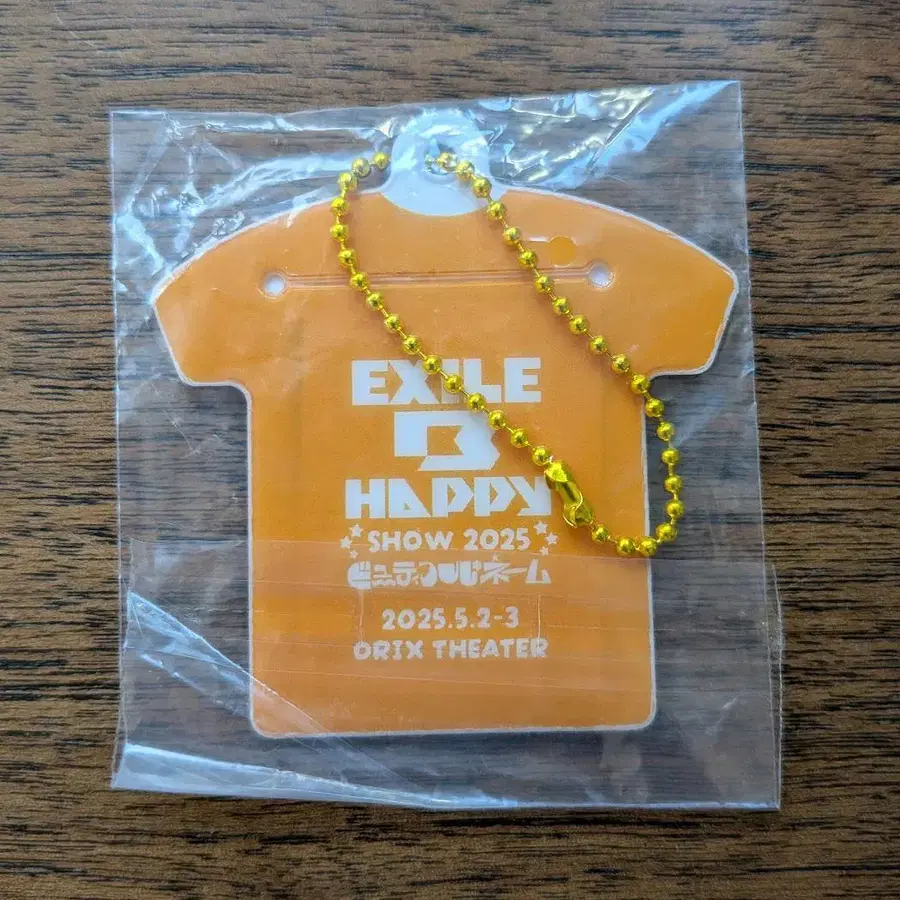 EXILE
B
HAPPY
SHOW 2025
ビューティフルネーム
2025.5.2-3
ORIX THEATER